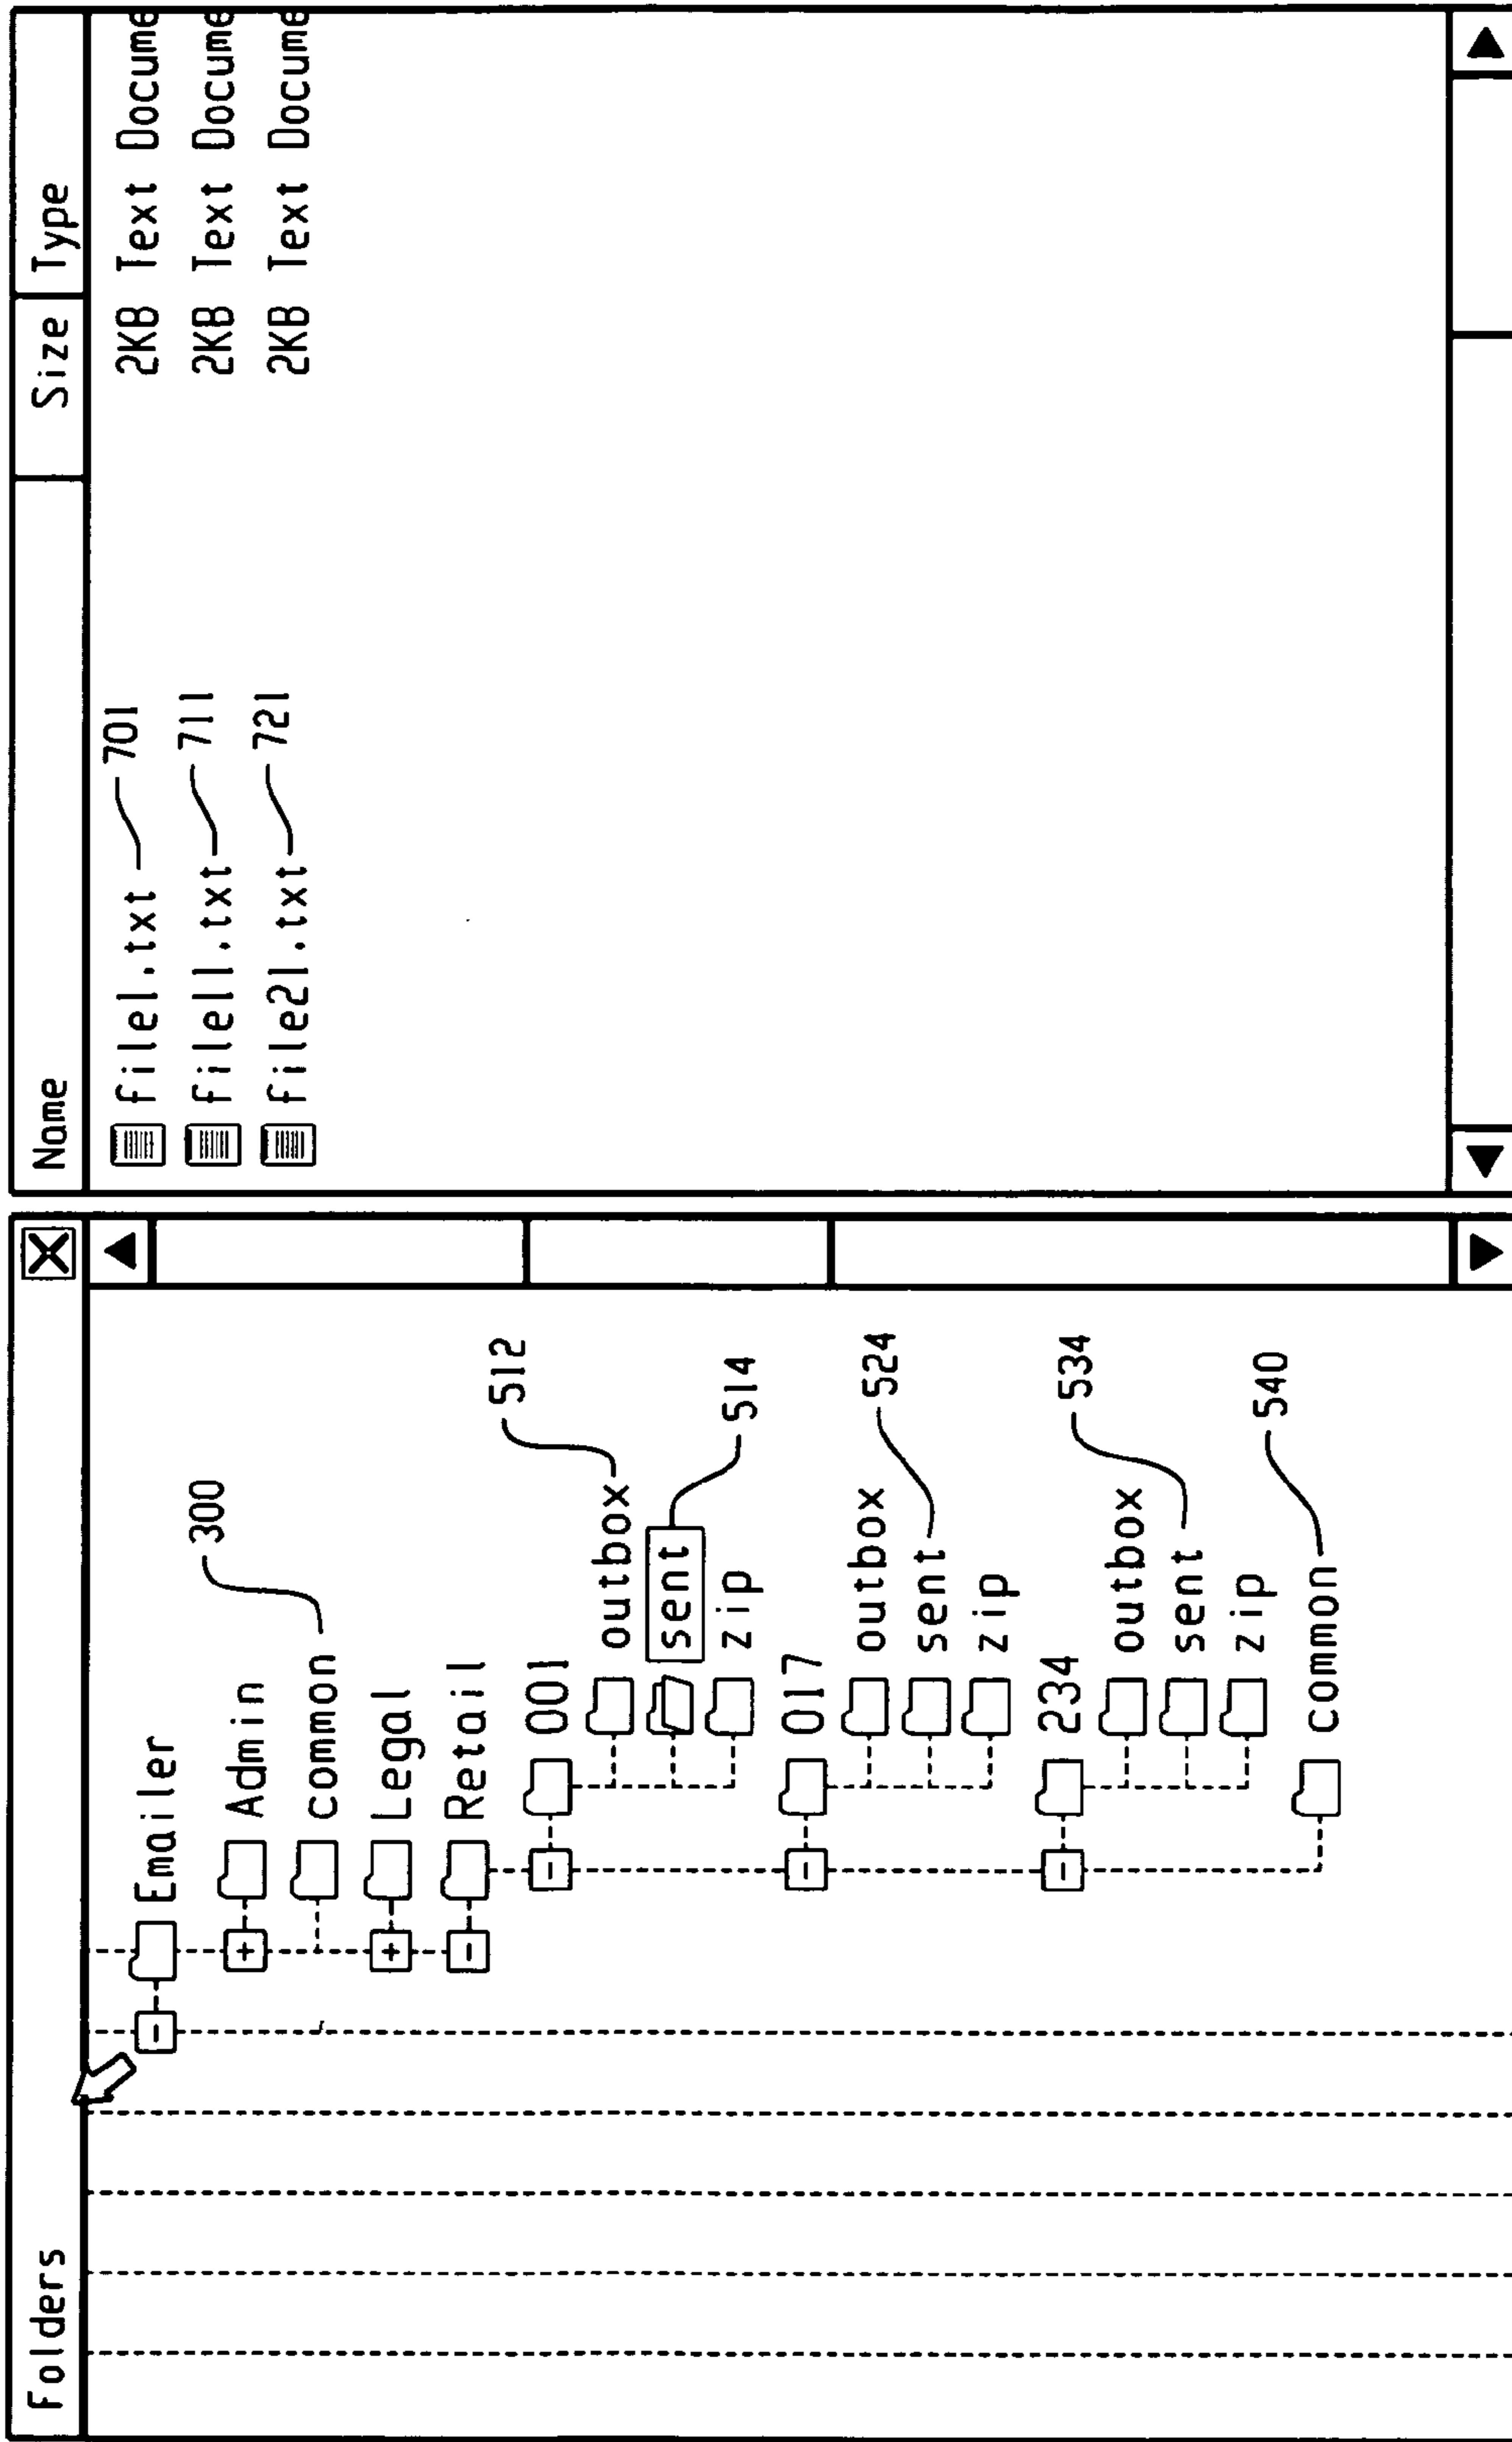 Folders
Emailer
Admin
common 300
Legal
Retail
001
outbox 512
sent 514
zip
017
outbox
sent 524
zip
234
outbox
sent 534
zip
common 540
Name Size Type
file1.txt 701 2KB Text Docume
file11.txt 711 2KB Text Docume
file21.txt 721 2KB Text Docume